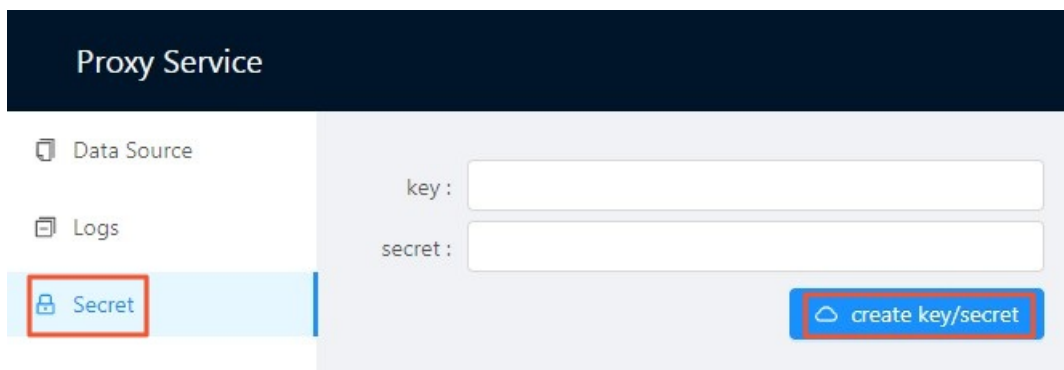 Proxy Service
Data Source
Logs
Secret
key :
secret :
create key/secret